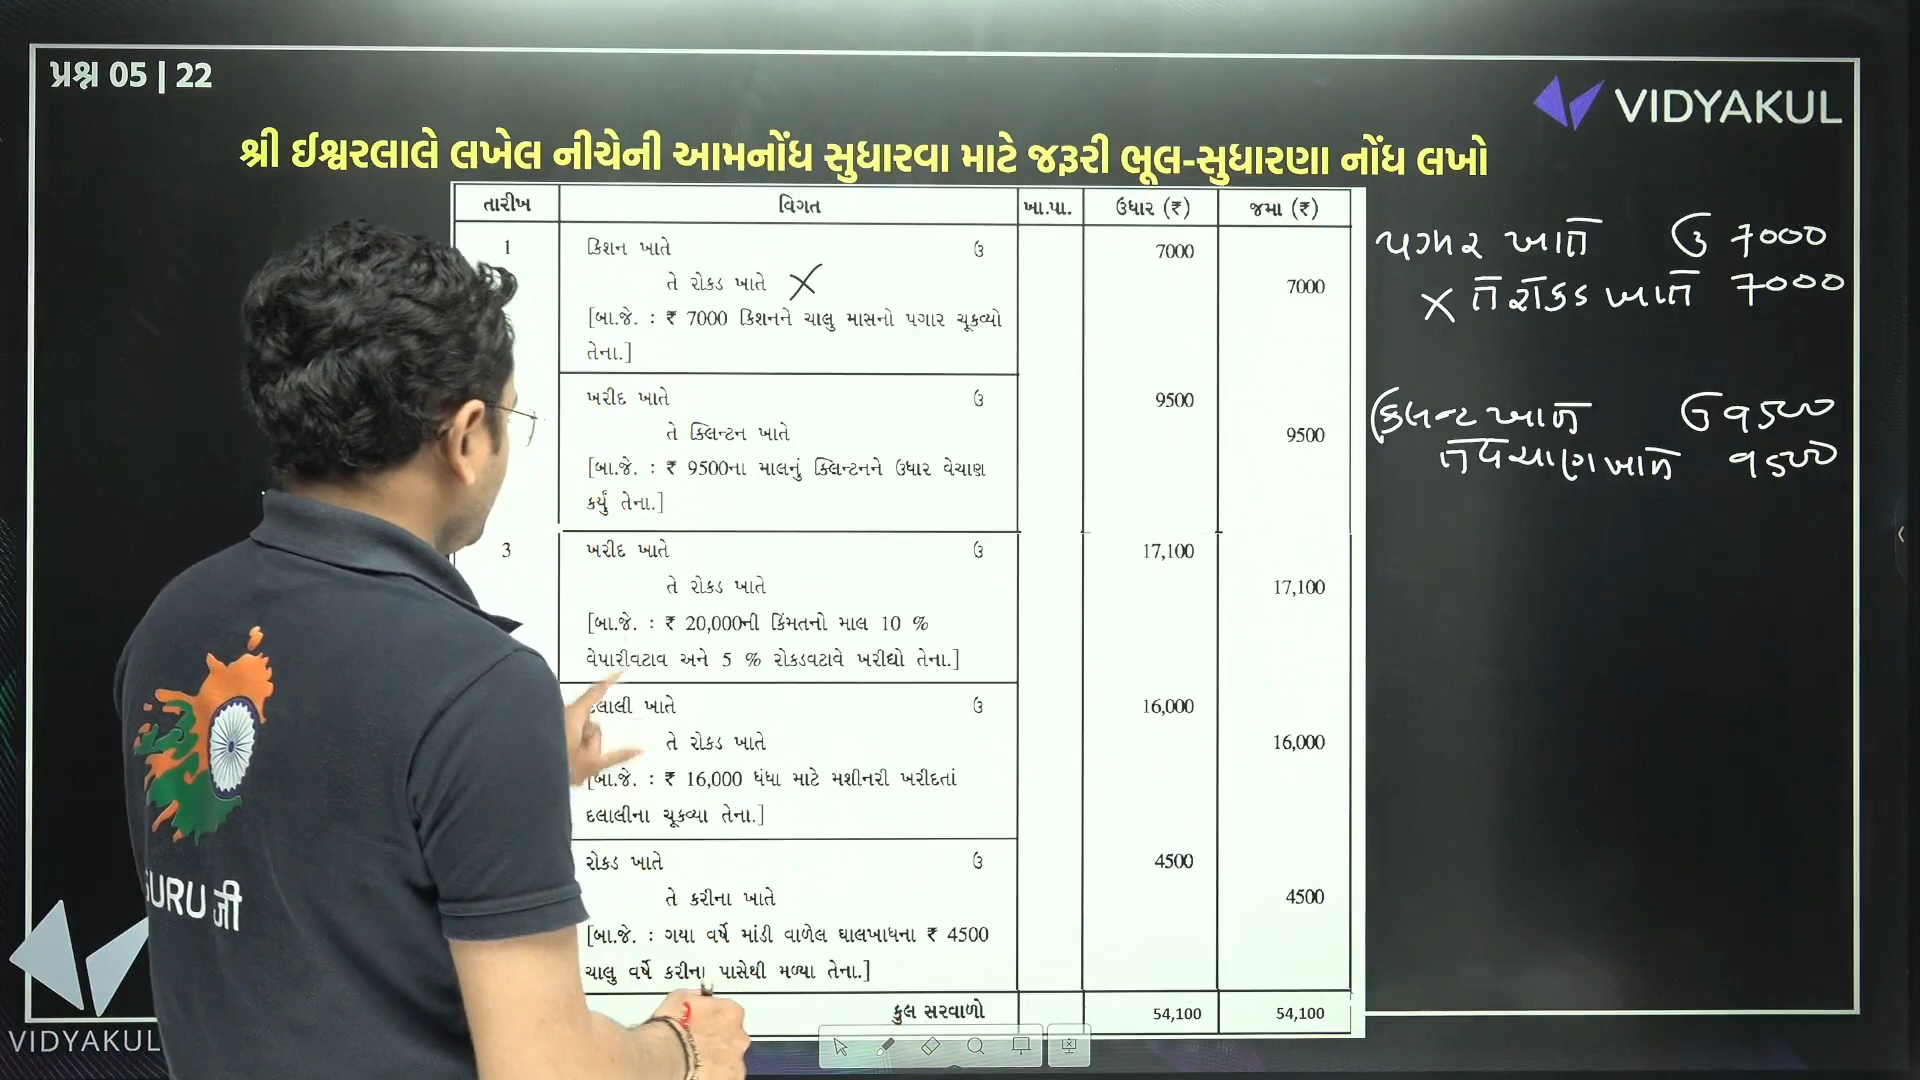 પ્રશ્ન 05 | 22
VIDYAKUL
શ્રી ઈશ્વરલાલે લખેલ નીચેની આમનોંધ સુધારવા માટે જરૂરી ભૂલ-સુધારણા નોંધ લખો
તારીખ વિગત ખા.પા. ઉધાર (₹) જમા (₹)
1 કિશન ખાતે ઉ 7000
તે રોકડ ખાતે 7000
[બા.જે. : ₹ 7000 કિશનને ચાલુ માસનો પગાર ચૂકવ્યો
તેના.]
ખરીદ ખાતે ઉ 9500
તે ક્લિન્ટન ખાતે 9500
[બા.જે. : ₹ 9500ના માલનું ક્લિન્ટનને ઉધાર વેચાણ
કર્યું તેના.]
3 ખરીદ ખાતે ઉ 17,100
તે રોકડ ખાતે 17,100
[બા.જે. : ₹ 20,000ની કિંમતનો માલ 10 %
વેપારીવટાવ અને 5 % રોકડવટાવે ખરીદ્યો તેના.]
દલાલી ખાતે ઉ 16,000
તે રોકડ ખાતે 16,000
[બા.જે. : ₹ 16,000 ધંધા માટે મશીનરી ખરીદતાં
દલાલીના ચૂકવ્યા તેના.]
રોકડ ખાતે ઉ 4500
તે કરીના ખાતે 4500
[બા.જે. : ગયા વર્ષે માંડી વાળેલ ઘાલખાધના ₹ 4500
ચાલુ વર્ષે કરીના પાસેથી મળ્યા તેના.]
કુલ સરવાળો 54,100 54,100
પગાર ખાતે ઉ 7000
X તે રોકડ ખાતે 7000
ખાતે ઉ ૯૫૦૦
તે વેચાણ ખાતે ૯૫૦૦
GURU જી
VIDYAKUL